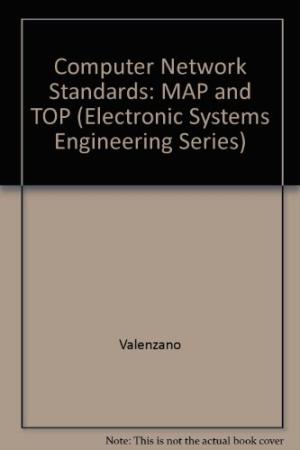 Computer Network
Standards: MAP and
TOP (Electronic Systems
Engineering Series)
Valenzano
Note: This is not the actual book cover